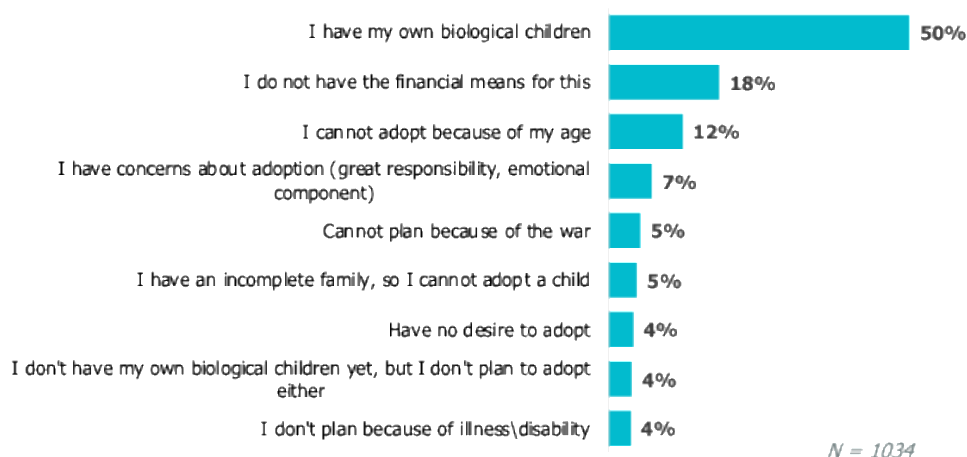 I have my own biological children 50%
I do not have the financial means for this 18%
I cannot adopt because of my age 12%
I have concerns about adoption (great responsibility, emotional
component) 7%
Cannot plan because of the war 5%
I have an incomplete family, so I cannot adopt a child 5%
Have no desire to adopt 4%
I don't have my own biological children yet, but I don't plan to adopt
either 4%
I don't plan because of illness\disability 4%
N = 1034